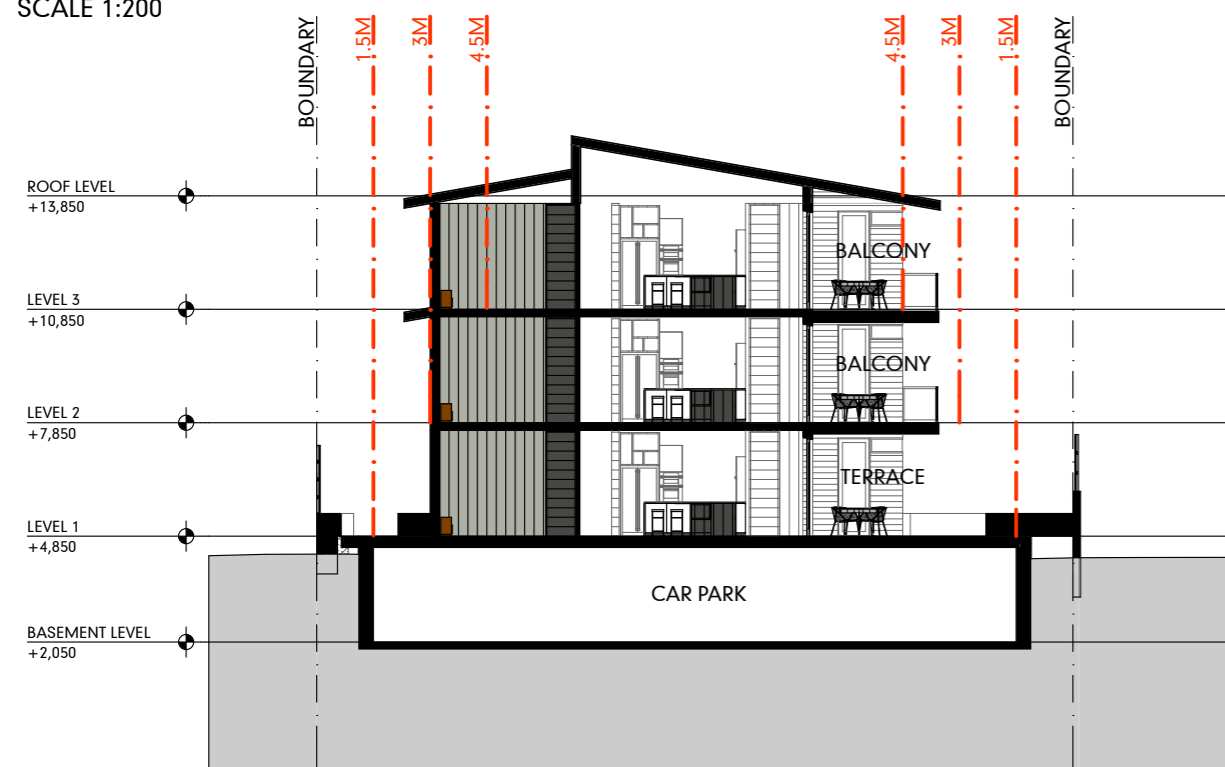 SCALE 1:200
BOUNDARY
1.5M
3M
4.5M
4.5M
3M
1.5M
BOUNDARY
ROOF LEVEL
+13,850
BALCONY
LEVEL 3
+10,850
BALCONY
LEVEL 2
+7,850
TERRACE
LEVEL 1
+4,850
CAR PARK
BASEMENT LEVEL
+2,050